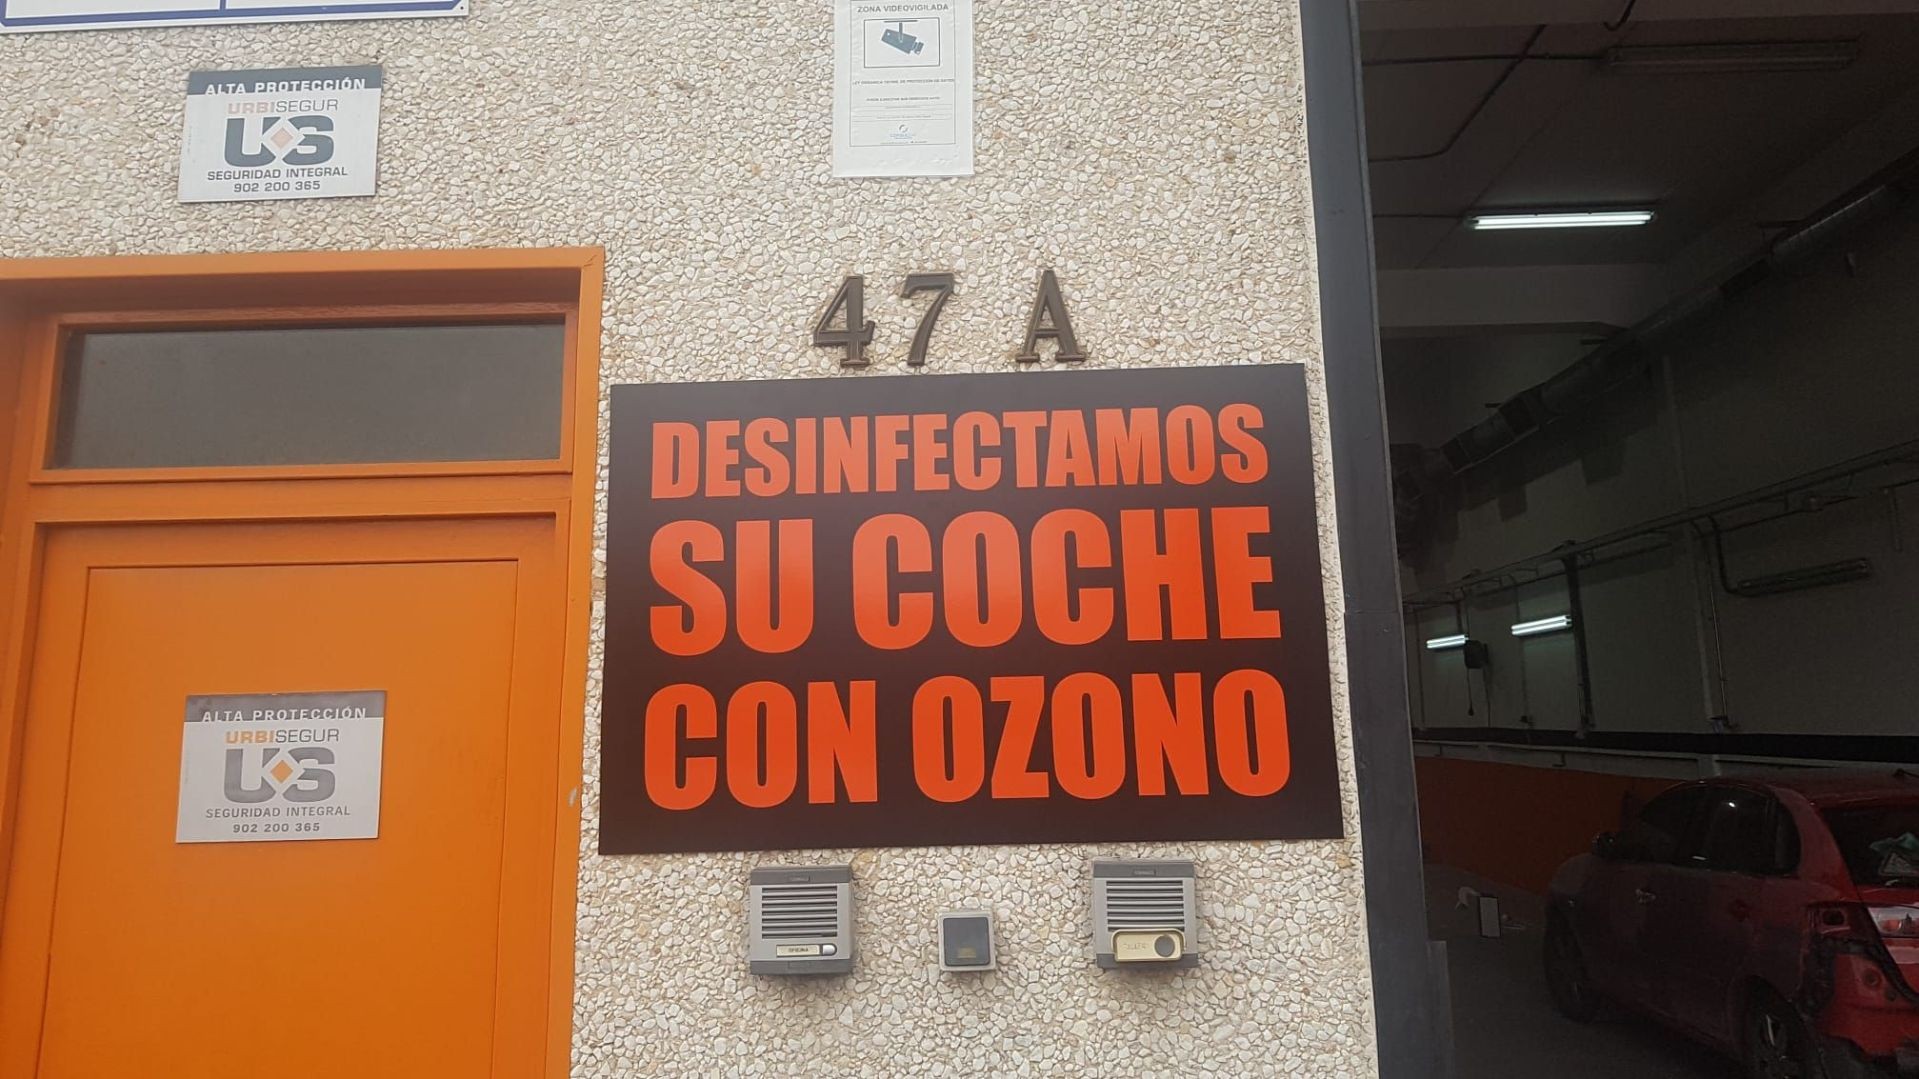 ZONA VIDEOVIGILADA
ALTA PROTECCIÓN
URBISEGUR
US
SEGURIDAD INTEGRAL
902 200 365
47 A
DESINFECTAMOS
SU COCHE
CON OZONO
ALTA PROTECCIÓN
URBISEGUR
US
SEGURIDAD INTEGRAL
902 200 365
OFICINA